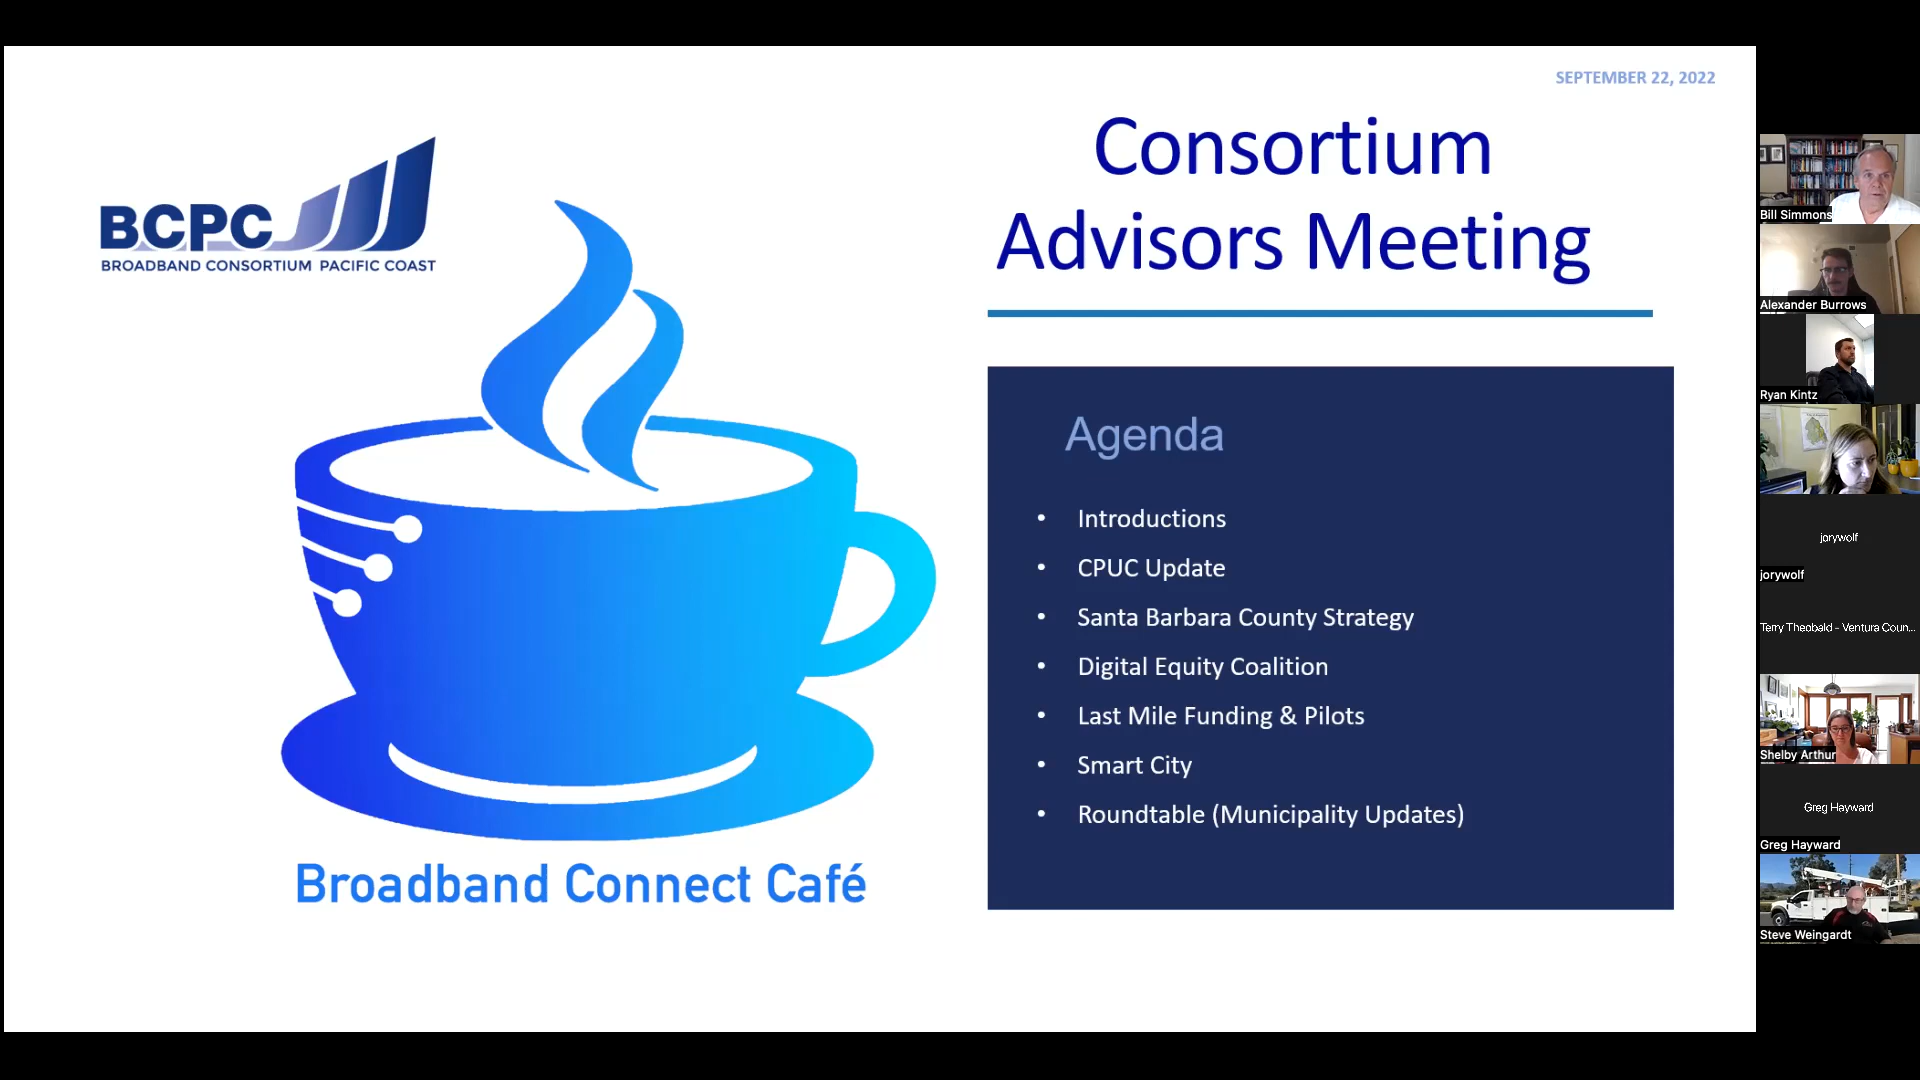 SEPTEMBER 22, 2022
BCPC
BROADBAND CONSORTIUM PACIFIC COAST
Broadband Connect Café
Consortium
Advisors Meeting
Agenda
• Introductions
• CPUC Update
• Santa Barbara County Strategy
• Digital Equity Coalition
• Last Mile Funding & Pilots
• Smart City
• Roundtable (Municipality Updates)
Bill Simmons
Alexander Burrows
Ryan Kintz
jorywolf
jorywolf
Terry Theobald - Ventura Coun...
Shelby Arthur
Greg Hayward
Greg Hayward
Steve Weingardt